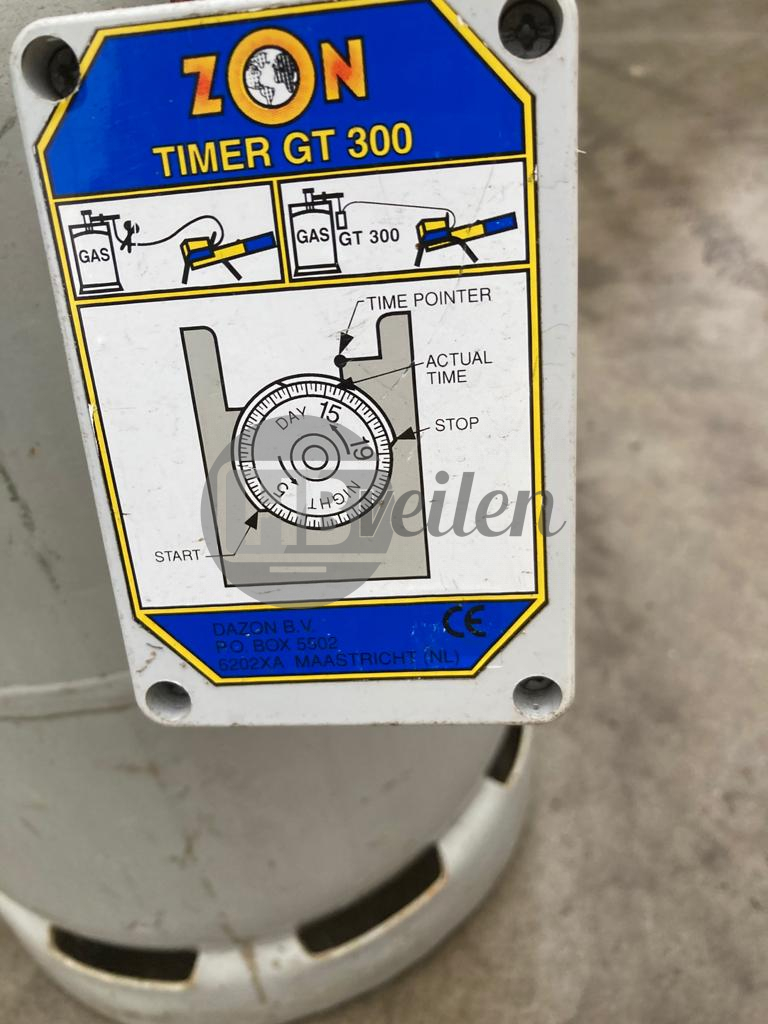 ZON
TIMER GT 300
GAS
GAS GT 300
TIME POINTER
ACTUAL
TIME
DAY 15
STOP
19
NIGHT
5
veilen
START
DAZON B.V.
P.O. BOX 5502
6202XA MAASTRICHT (NL)
CE